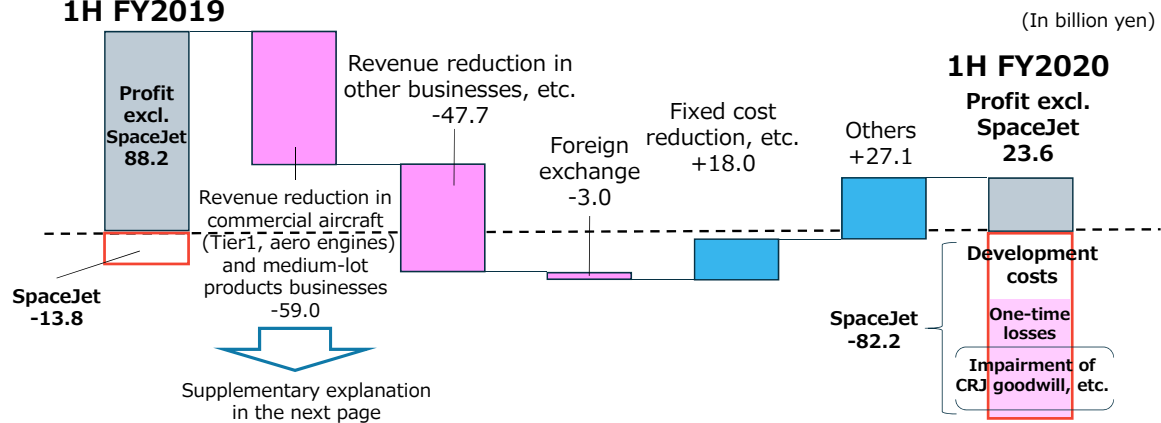 1H FY2019
(In billion yen)
Profit
excl.
SpaceJet
88.2
SpaceJet
-13.8
Revenue reduction in
commercial aircraft
(Tier1, aero engines)
and medium-lot
products businesses
-59.0
Supplementary explanation
in the next page
Revenue reduction in
other businesses, etc.
-47.7
Foreign
exchange
-3.0
Fixed cost
reduction, etc.
+18.0
Others
+27.1
1H FY2020
Profit excl.
SpaceJet
23.6
SpaceJet
-82.2
Development
costs
One-time
losses
Impairment of
CRJ goodwill, etc.